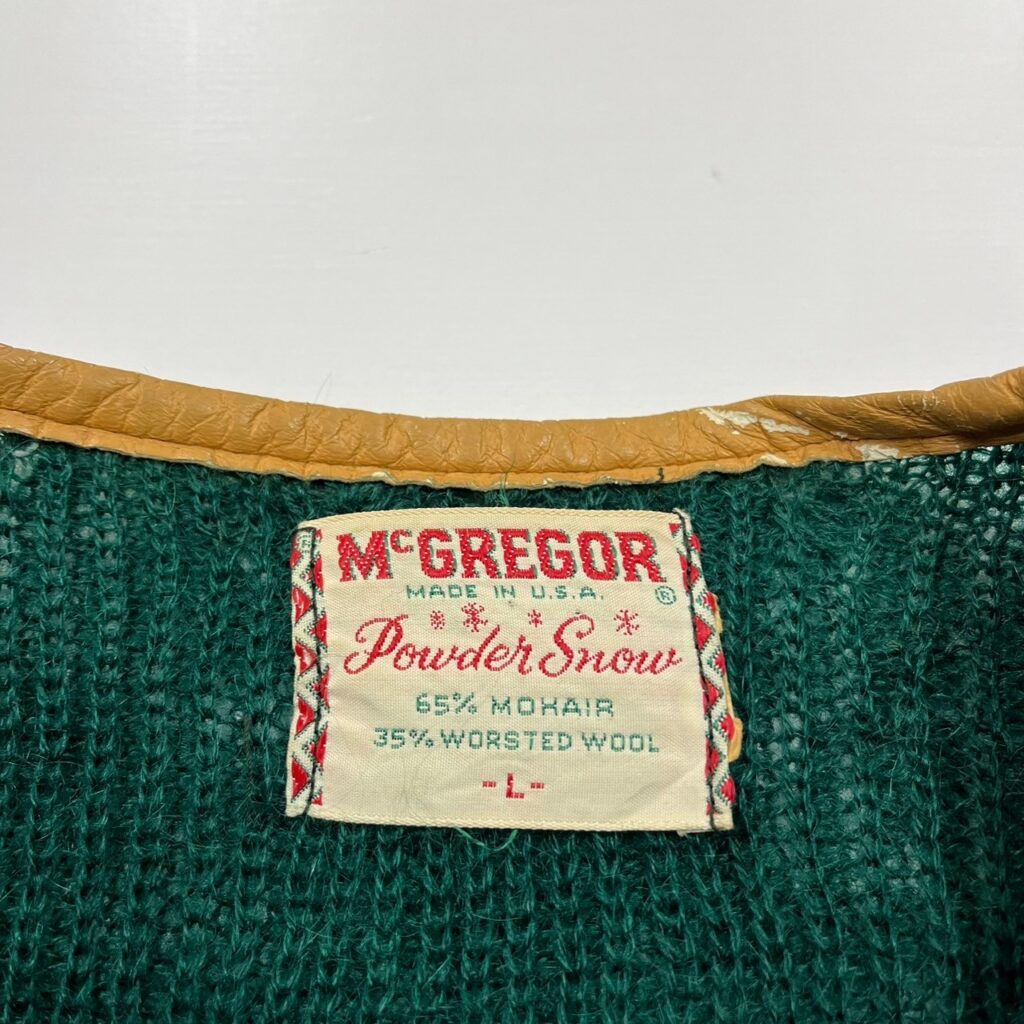 McGREGOR
MADE IN U.S.A. ®
Powder Snow
65% MOHAIR
35% WORSTED WOOL
-L-